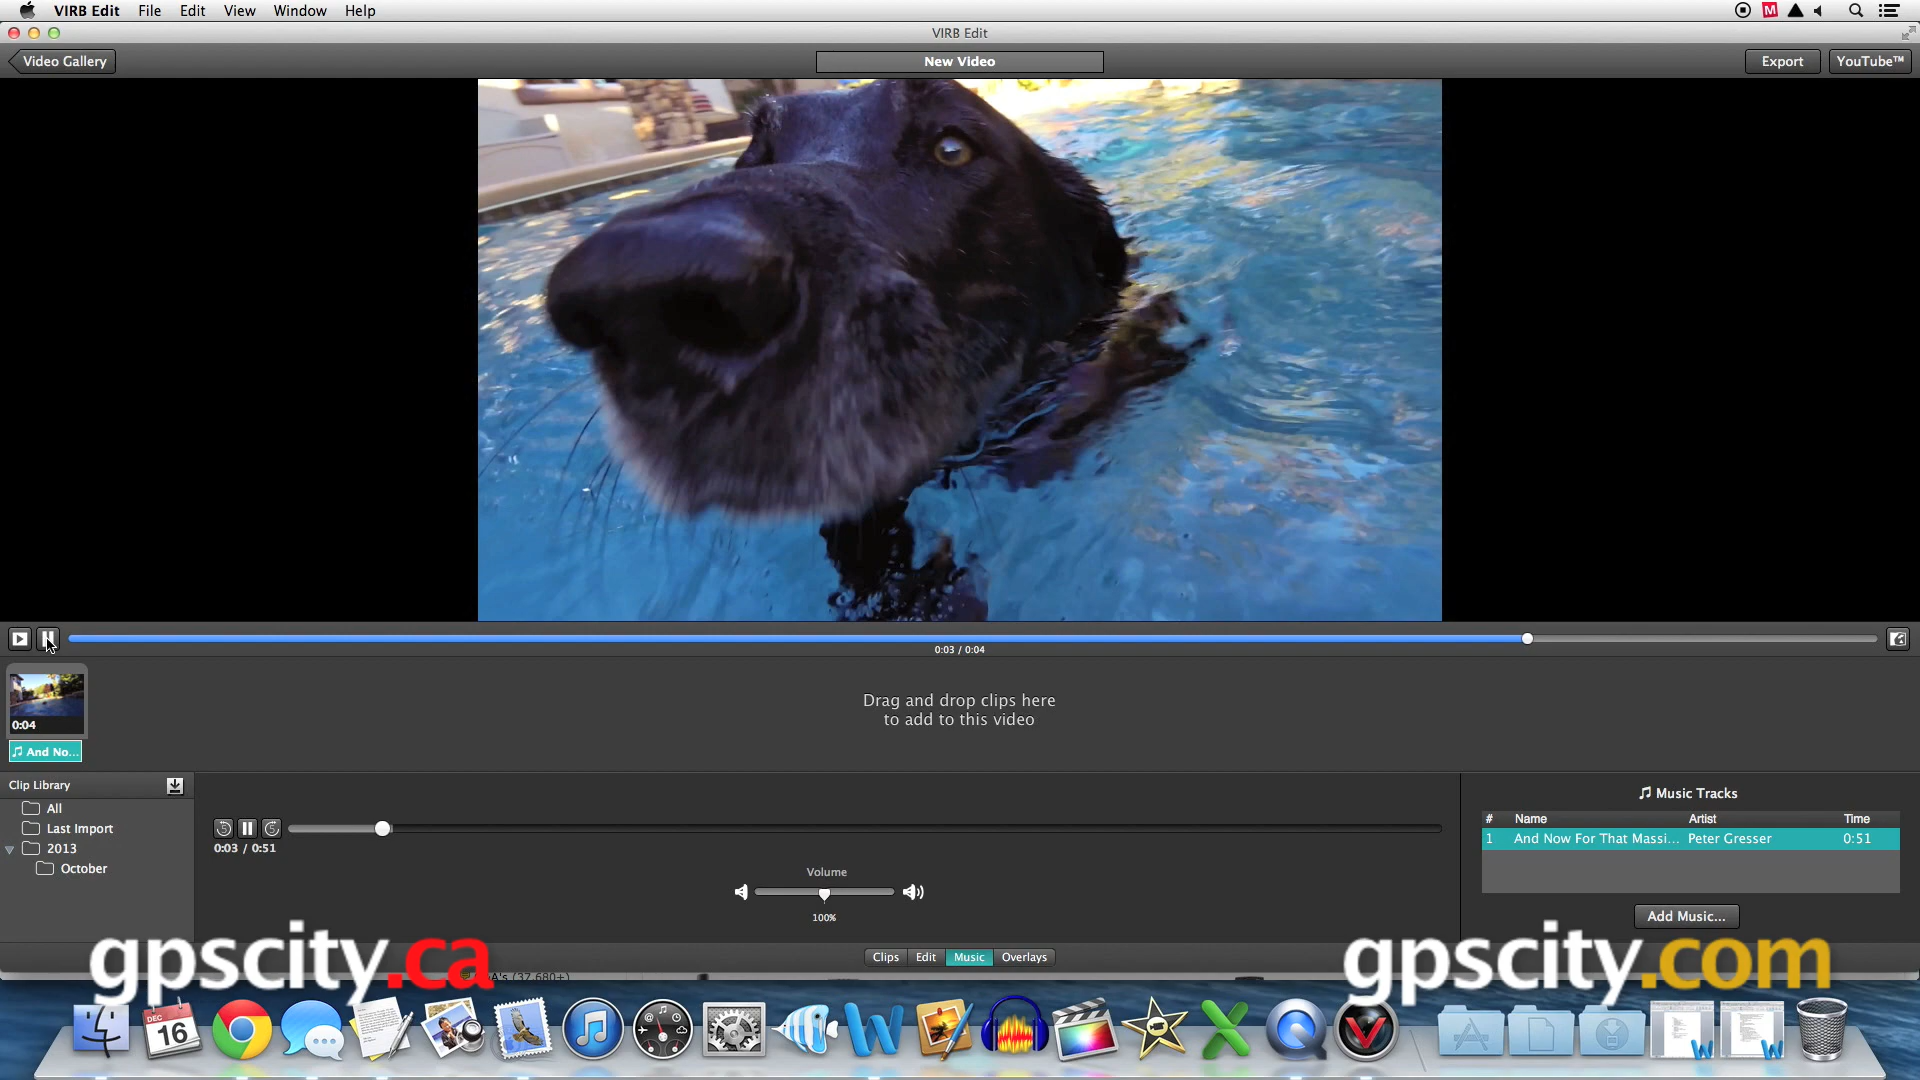 VIRB Edit File Edit View Window Help
VIRB Edit
Video Gallery
New Video
Export
YouTube™
0:03 / 0:04
0:04
And No...
Drag and drop clips here
to add to this video
Clip Library
All
Last Import
2013
October
0:03 / 0:51
Volume
100%
Music Tracks
# Name Artist Time
1 And Now For That Massi... Peter Gresser 0:51
Add Music...
Clips Edit Music Overlays
gpscity.ca
gpscity.com
DEC
16